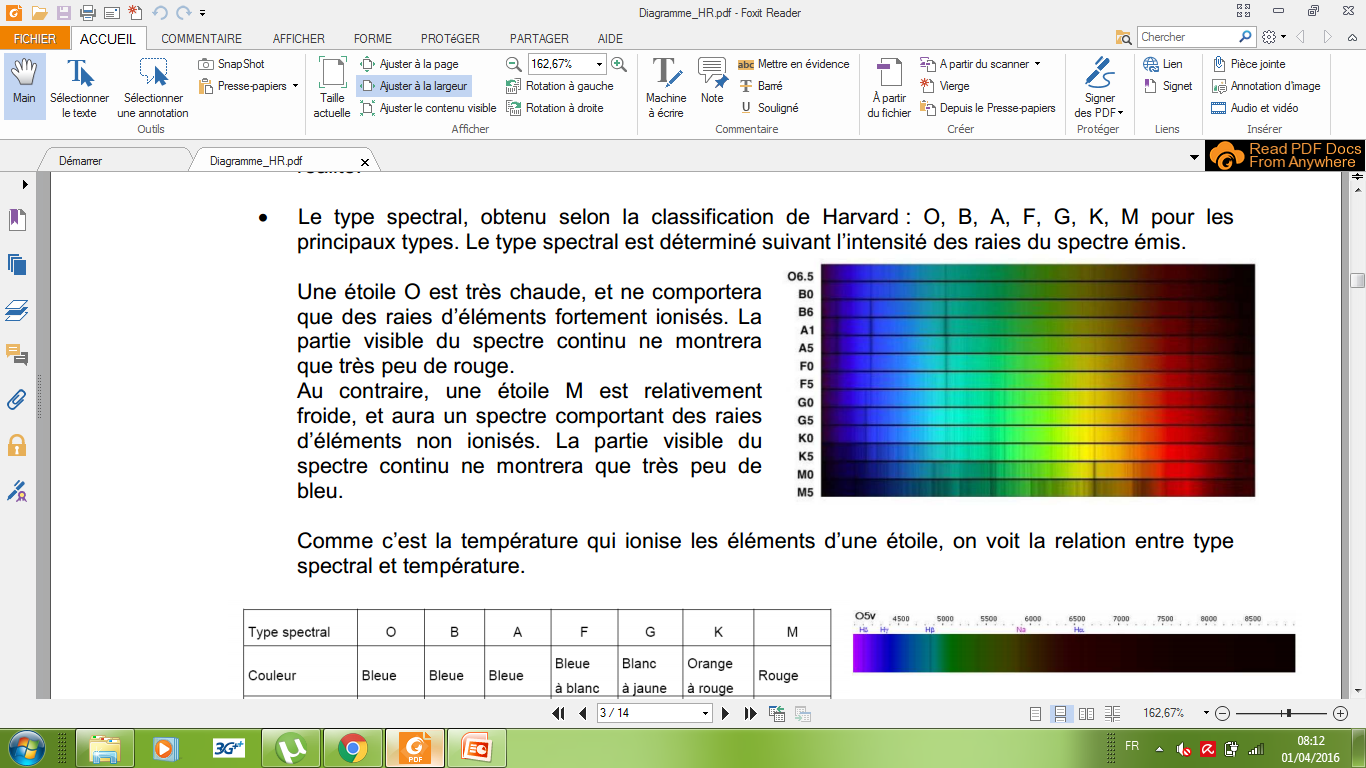 Diagramme_HR.pdf - Foxit Reader
FICHIER ACCUEIL COMMENTAIRE AFFICHER FORME PROTéGER PARTAGER AIDE
Chercher
Main
Sélectionner le texte
Sélectionner une annotation
SnapShot
Presse-papiers
Outils
Taille actuelle
Ajuster à la page
Ajuster à la largeur
Ajuster le contenu visible
162,67%
Rotation à gauche
Rotation à droite
Afficher
Machine à écrire
Note
abc Mettre en évidence
Barré
Souligné
Commentaire
À partir du fichier
A partir du scanner
Vierge
Depuis le Presse-papiers
Créer
Signer des PDF
Protéger
Lien
Signet
Liens
Pièce jointe
Annotation d'image
Audio et vidéo
Insérer
Démarrer
Diagramme_HR.pdf
Read PDF Docs
From Anywhere
• Le type spectral, obtenu selon la classification de Harvard : O, B, A, F, G, K, M pour les
principaux types. Le type spectral est déterminé suivant l'intensité des raies du spectre émis.
Une étoile O est très chaude, et ne comportera
que des raies d'éléments fortement ionisés. La
partie visible du spectre continu ne montrera
que très peu de rouge.
Au contraire, une étoile M est relativement
froide, et aura un spectre comportant des raies
d'éléments non ionisés. La partie visible du
spectre continu ne montrera que très peu de
bleu.
O6.5
B0
B6
A1
A5
F0
F5
G0
G5
K0
K5
M0
M5
Comme c'est la température qui ionise les éléments d'une étoile, on voit la relation entre type
spectral et température.
Type spectral O B A F G K M
Couleur Bleue Bleue Bleue Bleue à blanc Blanc à jaune Orange à rouge Rouge
O5v 4500 5000 5500 6000 6500 7000 7500 8000 8500
Hδ Hγ Hβ Na Hα
3 / 14
162,67%
3G++
PDF
FR
08:12
01/04/2016